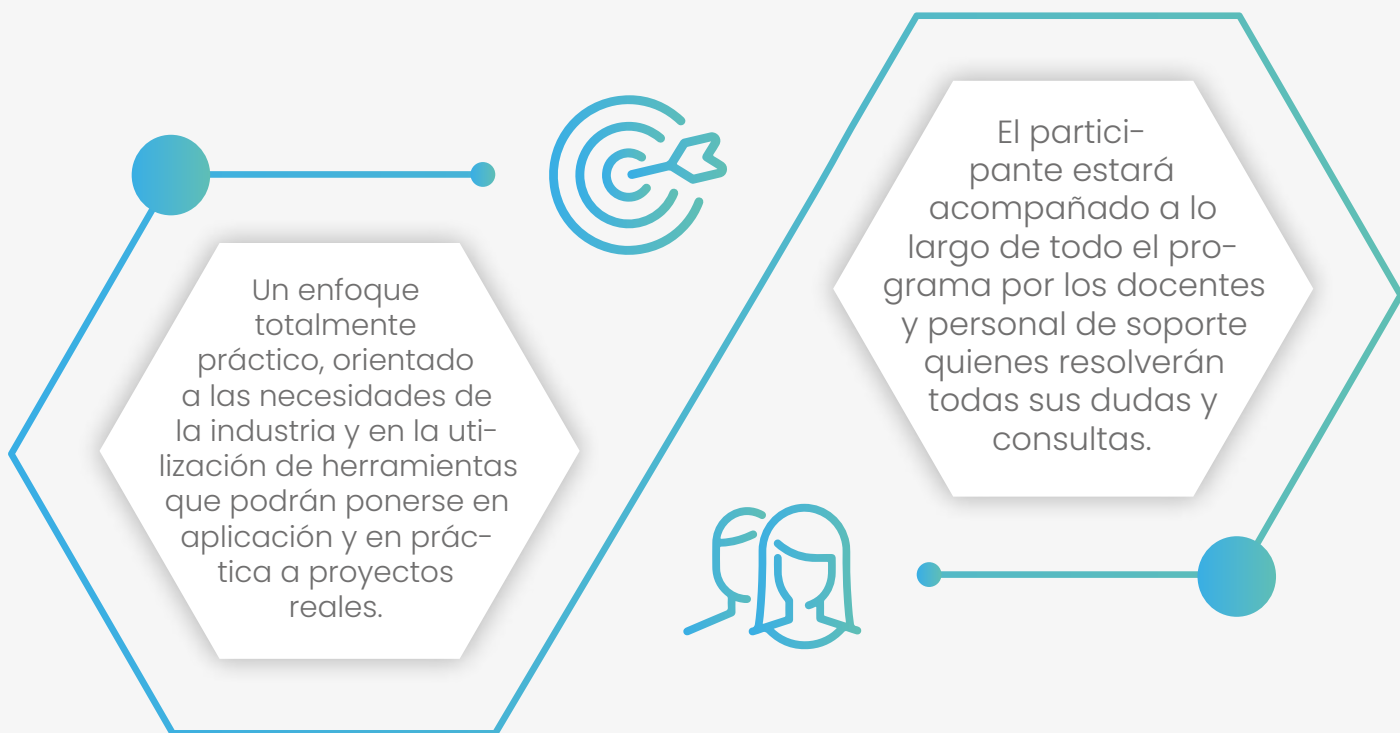 Un enfoque
totalmente
práctico, orientado
a las necesidades de
la industria y en la uti-
lización de herramientas
que podrán ponerse en
aplicación y en prác-
tica a proyectos
reales.
El partici-
pante estará
acompañado a lo
largo de todo el pro-
grama por los docentes
y personal de soporte
quienes resolverán
todas sus dudas y
consultas.